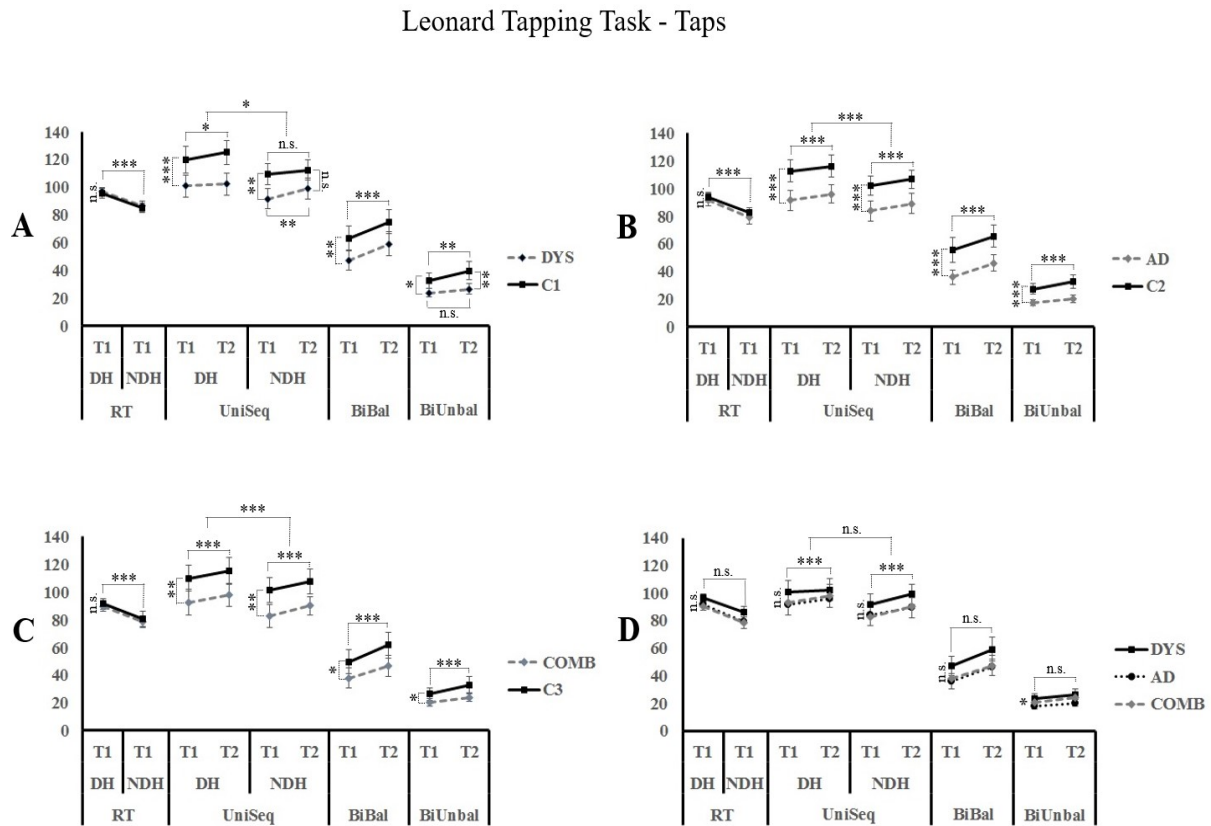 Leonard Tapping Task - Taps
A
140
120
100
80
60
40
20
0
n.s.
***
***
*
*
**
n.s.
n.s
**
**
***
*
**
**
n.s.
DYS
C1
T1 T1 T1 T2 T1 T2 T1 T2 T1 T2
DH NDH DH NDH
RT UniSeq BiBal BiUnbal
B
140
120
100
80
60
40
20
0
n.s.
***
***
***
***
***
***
***
***
***
***
AD
C2
T1 T1 T1 T2 T1 T2 T1 T2 T1 T2
DH NDH DH NDH
RT UniSeq BiBal BiUnbal
C
140
120
100
80
60
40
20
0
n.s.
***
**
***
***
**
***
*
***
*
***
COMB
C3
T1 T1 T1 T2 T1 T2 T1 T2 T1 T2
DH NDH DH NDH
RT UniSeq BiBal BiUnbal
D
140
120
100
80
60
40
20
0
n.s.
n.s.
n.s.
***
n.s.
n.s.
***
n.s.
n.s.
*
n.s.
DYS
AD
COMB
T1 T1 T1 T2 T1 T2 T1 T2 T1 T2
DH NDH DH NDH
RT UniSeq BiBal BiUnbal